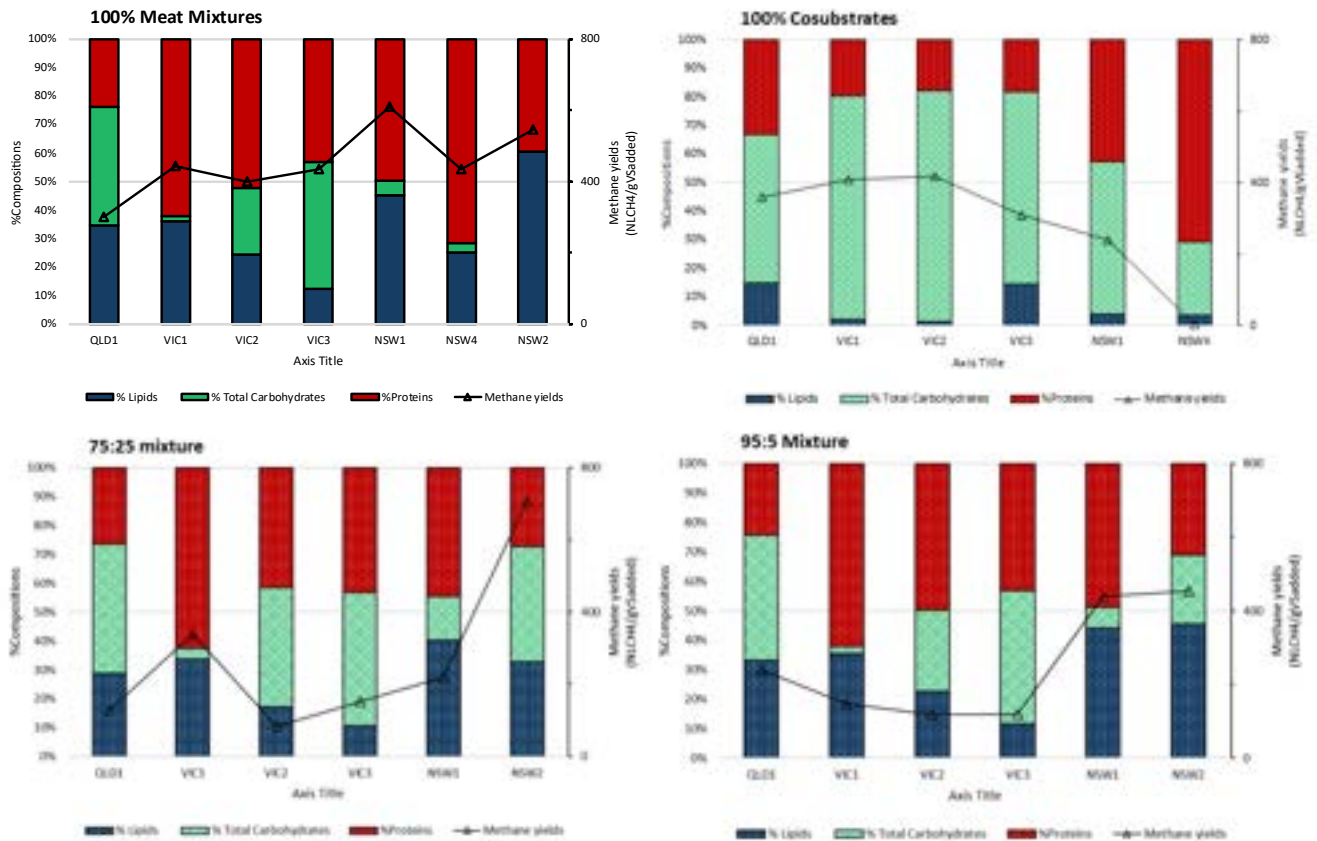 100% Meat Mixtures
100%
90%
80%
70%
60%
50%
40%
30%
20%
10%
0%
%Compositions
800
400
0
Methane yields
(NLCH4/gVSadded)
QLD1 VIC1 VIC2 VIC3 NSW1 NSW4 NSW2
Axis Title
% Lipids % Total Carbohydrates %Proteins Methane yields
100% Cosubstrates
100%
90%
80%
70%
60%
50%
40%
30%
20%
10%
0%
%Compositions
800
400
0
Methane yields
(NLCH4/gVSadded)
QLD1 VIC1 VIC2 VIC3 NSW1 NSW4
Axis Title
% Lipids % Total Carbohydrates %Proteins Methane yields
75:25 mixture
100%
90%
80%
70%
60%
50%
40%
30%
20%
10%
0%
%Compositions
800
400
0
Methane yields
(NLCH4/gVSadded)
QLD1 VIC2 VIC3 NSW1 NSW2
Axis Title
% Lipids % Total Carbohydrates %Proteins Methane yields
95:5 Mixture
100%
90%
80%
70%
60%
50%
40%
30%
20%
10%
0%
%Compositions
800
400
0
Methane yields
(NLCH4/gVSadded)
QLD1 VIC1 VIC2 VIC3 NSW1 NSW2
Axis Title
% Lipids % Total Carbohydrates %Proteins Methane yields